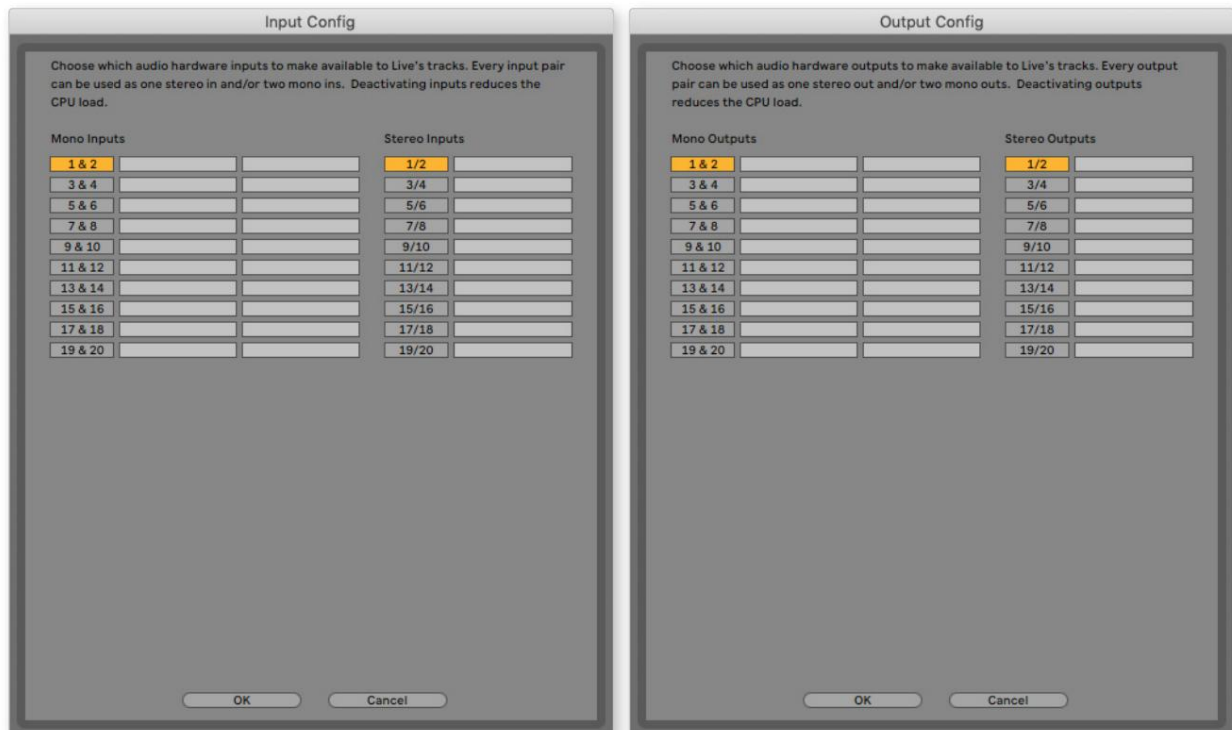 Input Config
Choose which audio hardware inputs to make available to Live's tracks. Every input pair
can be used as one stereo in and/or two mono ins.  Deactivating inputs reduces the
CPU load.
Mono Inputs Stereo Inputs
1 & 2 1/2
3 & 4 3/4
5 & 6 5/6
7 & 8 7/8
9 & 10 9/10
11 & 12 11/12
13 & 14 13/14
15 & 16 15/16
17 & 18 17/18
19 & 20 19/20
OK Cancel
Output Config
Choose which audio hardware outputs to make available to Live's tracks. Every output
pair can be used as one stereo out and/or two mono outs.  Deactivating outputs
reduces the CPU load.
Mono Outputs Stereo Outputs
1 & 2 1/2
3 & 4 3/4
5 & 6 5/6
7 & 8 7/8
9 & 10 9/10
11 & 12 11/12
13 & 14 13/14
15 & 16 15/16
17 & 18 17/18
19 & 20 19/20
OK Cancel